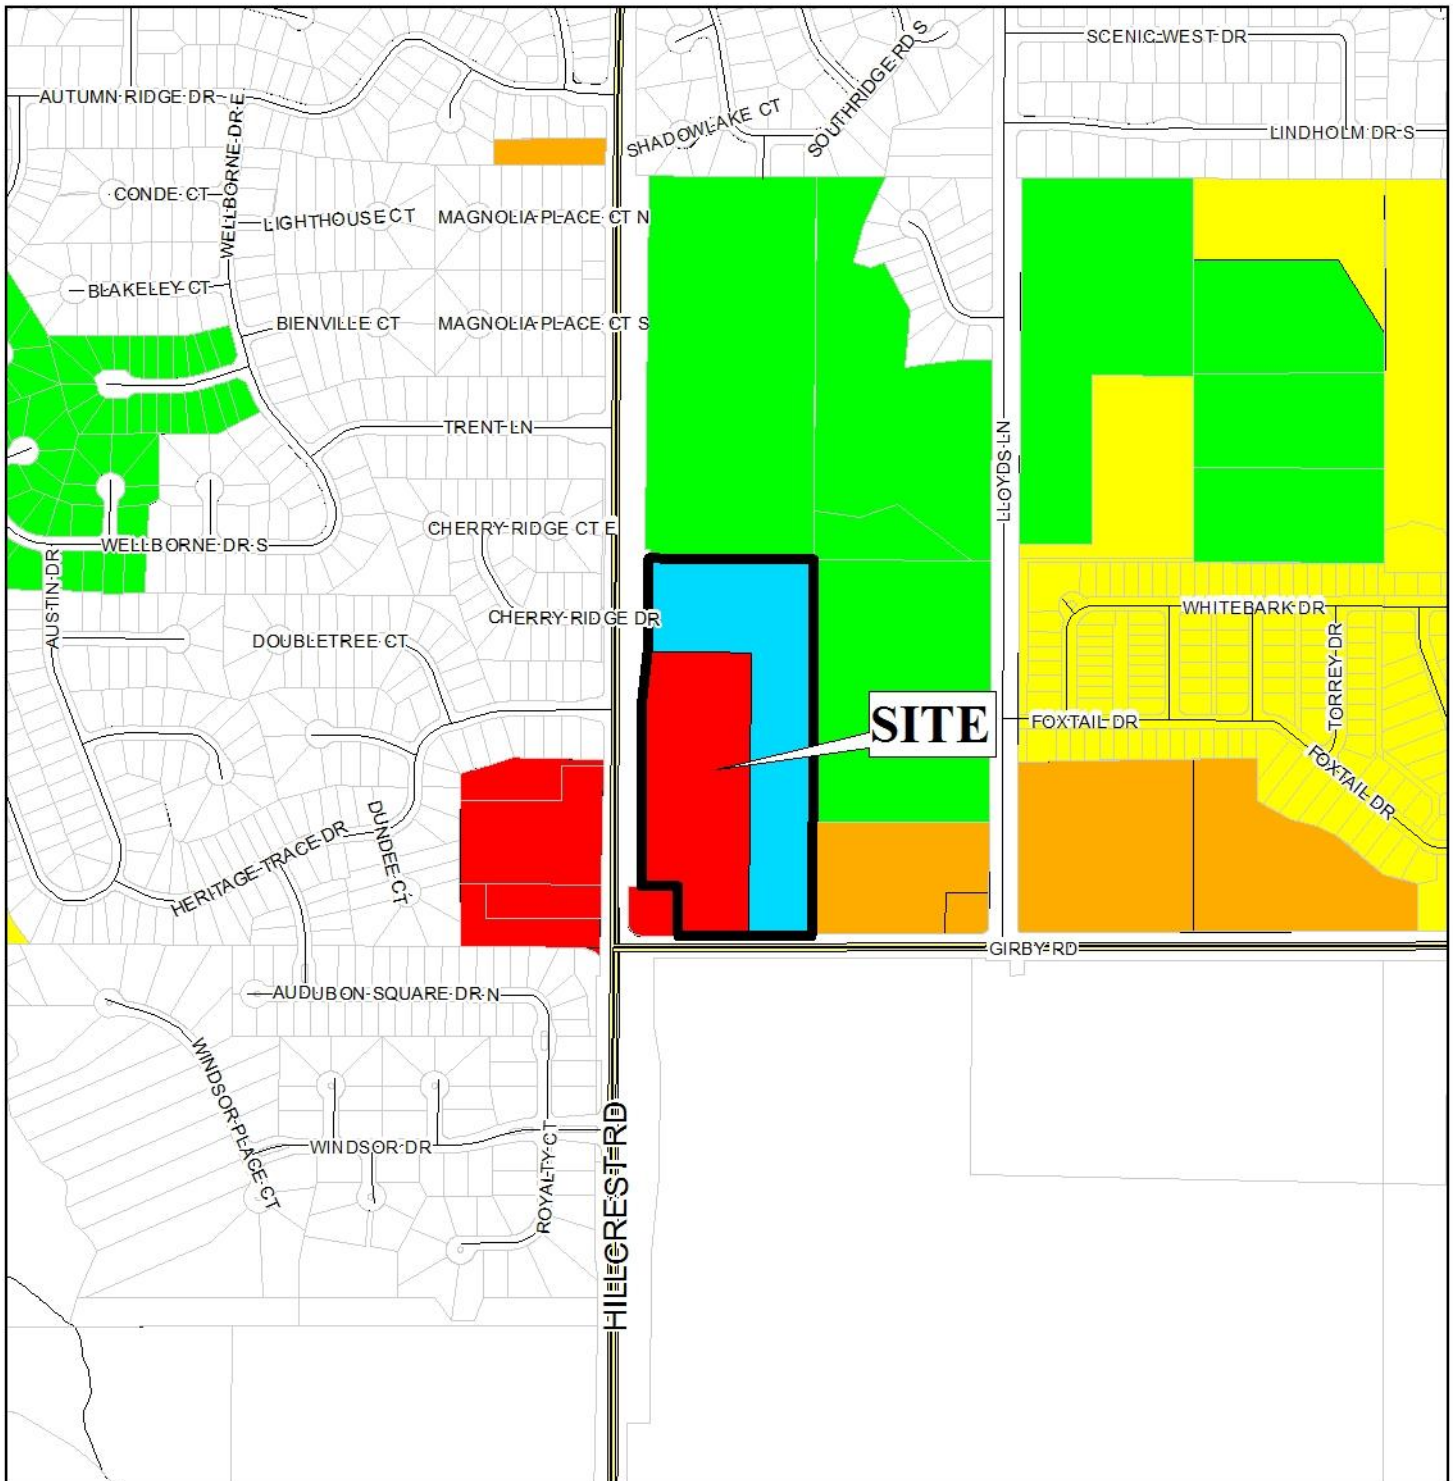 SCENIC WEST DR
SOUTHRIDGE RD S
AUTUMN RIDGE DR
WELLBORNE DR E
SHADOWLAKE CT
LINDHOLM DR S
CONDE CT
LIGHTHOUSE CT
MAGNOLIA PLACE CT N
BLAKELEY CT
BIENVILLE CT
MAGNOLIA PLACE CT S
TRENT LN
LLOYDS LN
CHERRY RIDGE CT E
WELLBORNE DR S
AUSTIN DR
WHITEBARK DR
CHERRY RIDGE DR
DOUBLETREE CT
TORREY DR
SITE
FOXTAIL DR
FOXTAIL DR
DUNDEE CT
HERITAGE TRACE DR
GIRBY RD
AUDUBON SQUARE DR N
WINDSOR PLACE CT
WINDSOR DR
ROYALTY CT
HILLCREST RD